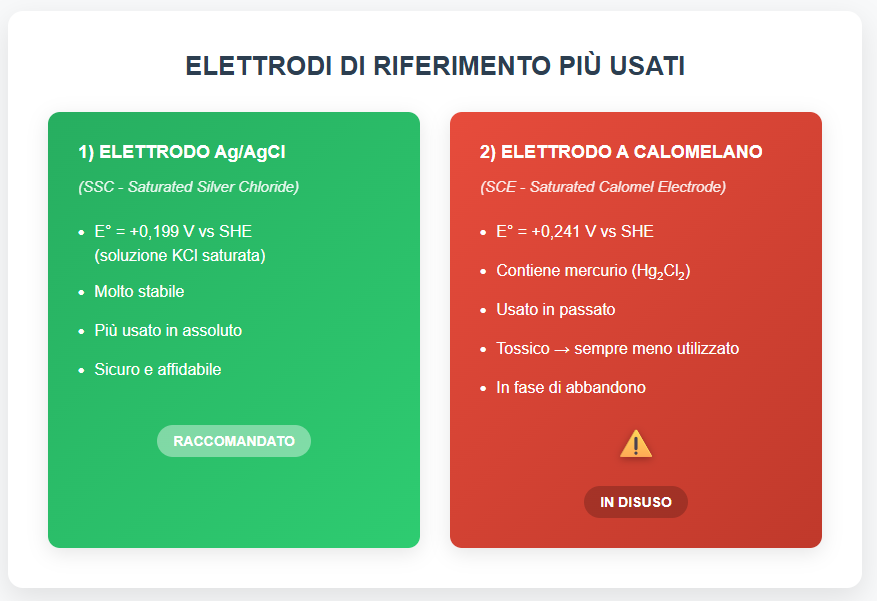 ELETTRODI DI RIFERIMENTO PIÙ USATI
1) ELETTRODO Ag/AgCl
(SSC - Saturated Silver Chloride)
• E° = +0,199 V vs SHE
(soluzione KCl saturata)
• Molto stabile
• Più usato in assoluto
• Sicuro e affidabile
RACCOMANDATO
2) ELETTRODO A CALOMELANO
(SCE - Saturated Calomel Electrode)
• E° = +0,241 V vs SHE
• Contiene mercurio (Hg₂Cl₂)
• Usato in passato
• Tossico → sempre meno utilizzato
• In fase di abbandono
IN DISUSO